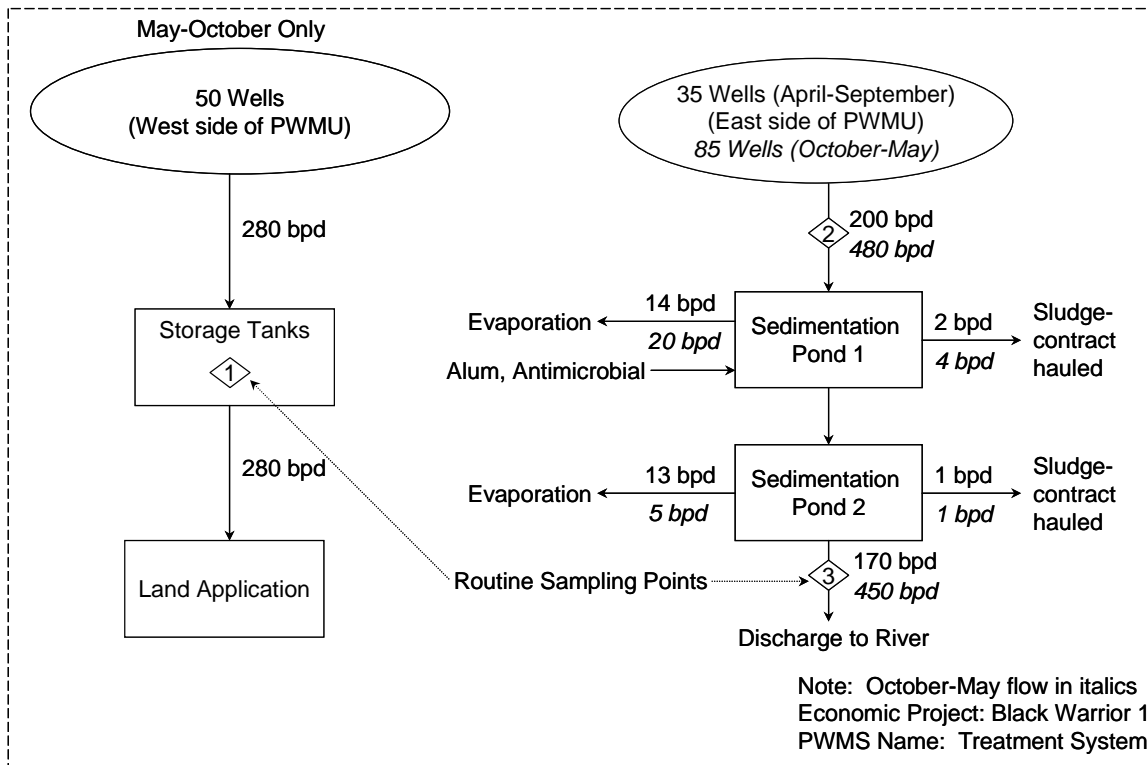 May-October Only
50 Wells
(West side of PWMU)
280 bpd
Storage Tanks
1
280 bpd
Land Application
35 Wells (April-September)
(East side of PWMU)
85 Wells (October-May)
2
200 bpd
480 bpd
Evaporation
14 bpd
20 bpd
Alum, Antimicrobial
Sedimentation
Pond 1
2 bpd
4 bpd
Sludge-
contract
hauled
Evaporation
13 bpd
5 bpd
Sedimentation
Pond 2
1 bpd
1 bpd
Sludge-
contract
hauled
Routine Sampling Points
3
170 bpd
450 bpd
Discharge to River
Note: October-May flow in italics
Economic Project: Black Warrior 1
PWMS Name: Treatment System